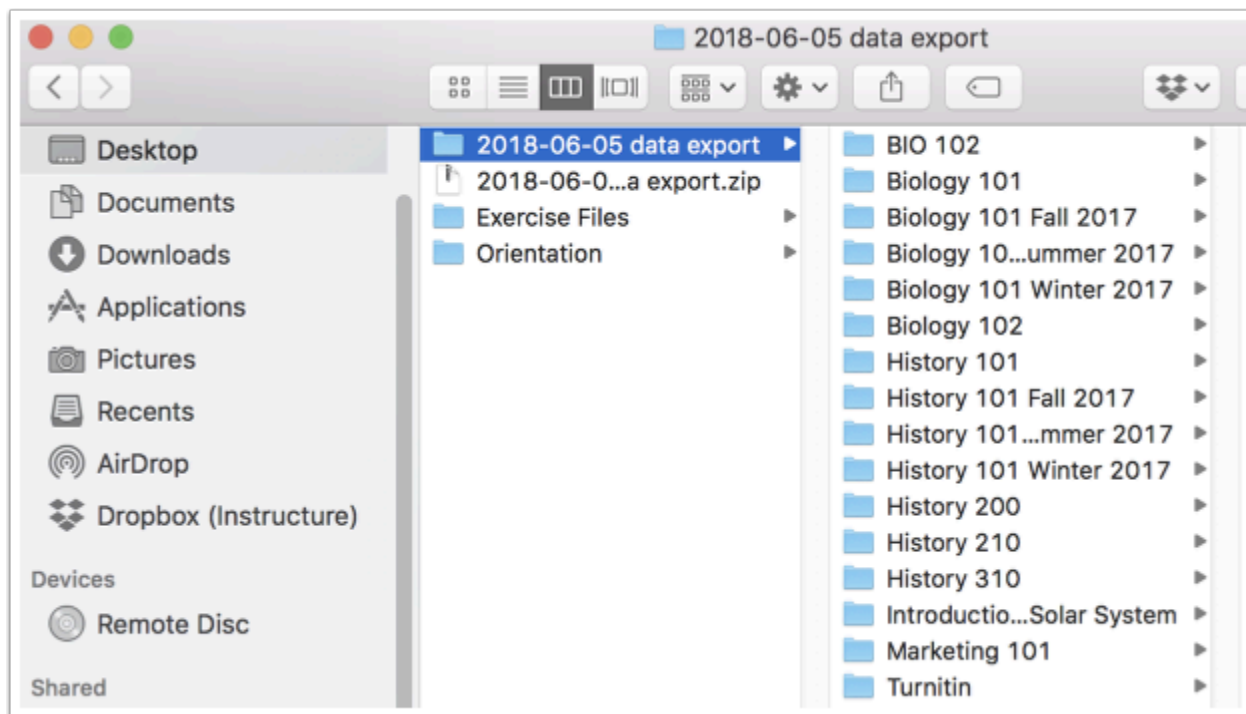 2018-06-05 data export
Desktop
Documents
Downloads
Applications
Pictures
Recents
AirDrop
Dropbox (Instructure)
Devices
Remote Disc
Shared
2018-06-05 data export
2018-06-0...a export.zip
Exercise Files
Orientation
BIO 102
Biology 101
Biology 101 Fall 2017
Biology 10...ummer 2017
Biology 101 Winter 2017
Biology 102
History 101
History 101 Fall 2017
History 101...mmer 2017
History 101 Winter 2017
History 200
History 210
History 310
Introductio...Solar System
Marketing 101
Turnitin